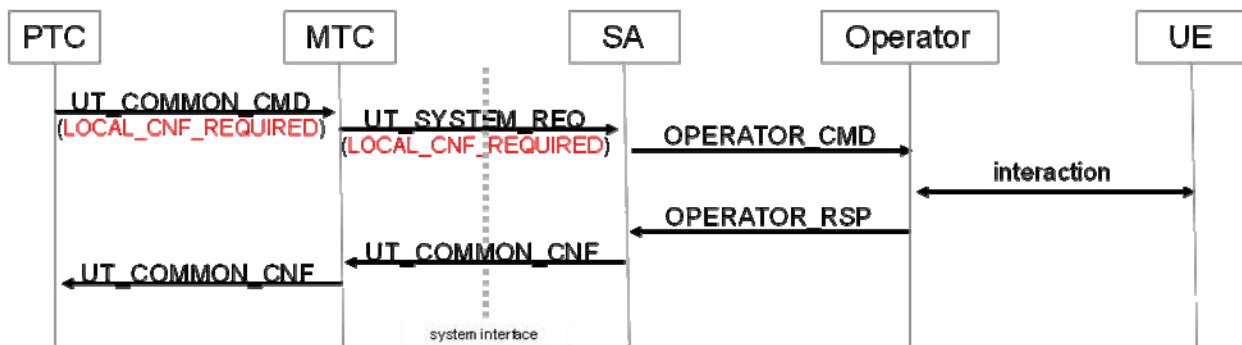 PTC MTC SA Operator UE
UT_COMMON_CMD
(LOCAL_CNF_REQUIRED)
UT_SYSTEM_REQ
(LOCAL_CNF_REQUIRED)
OPERATOR_CMD
interaction
OPERATOR_RSP
UT_COMMON_CNF
UT_COMMON_CNF
system interface